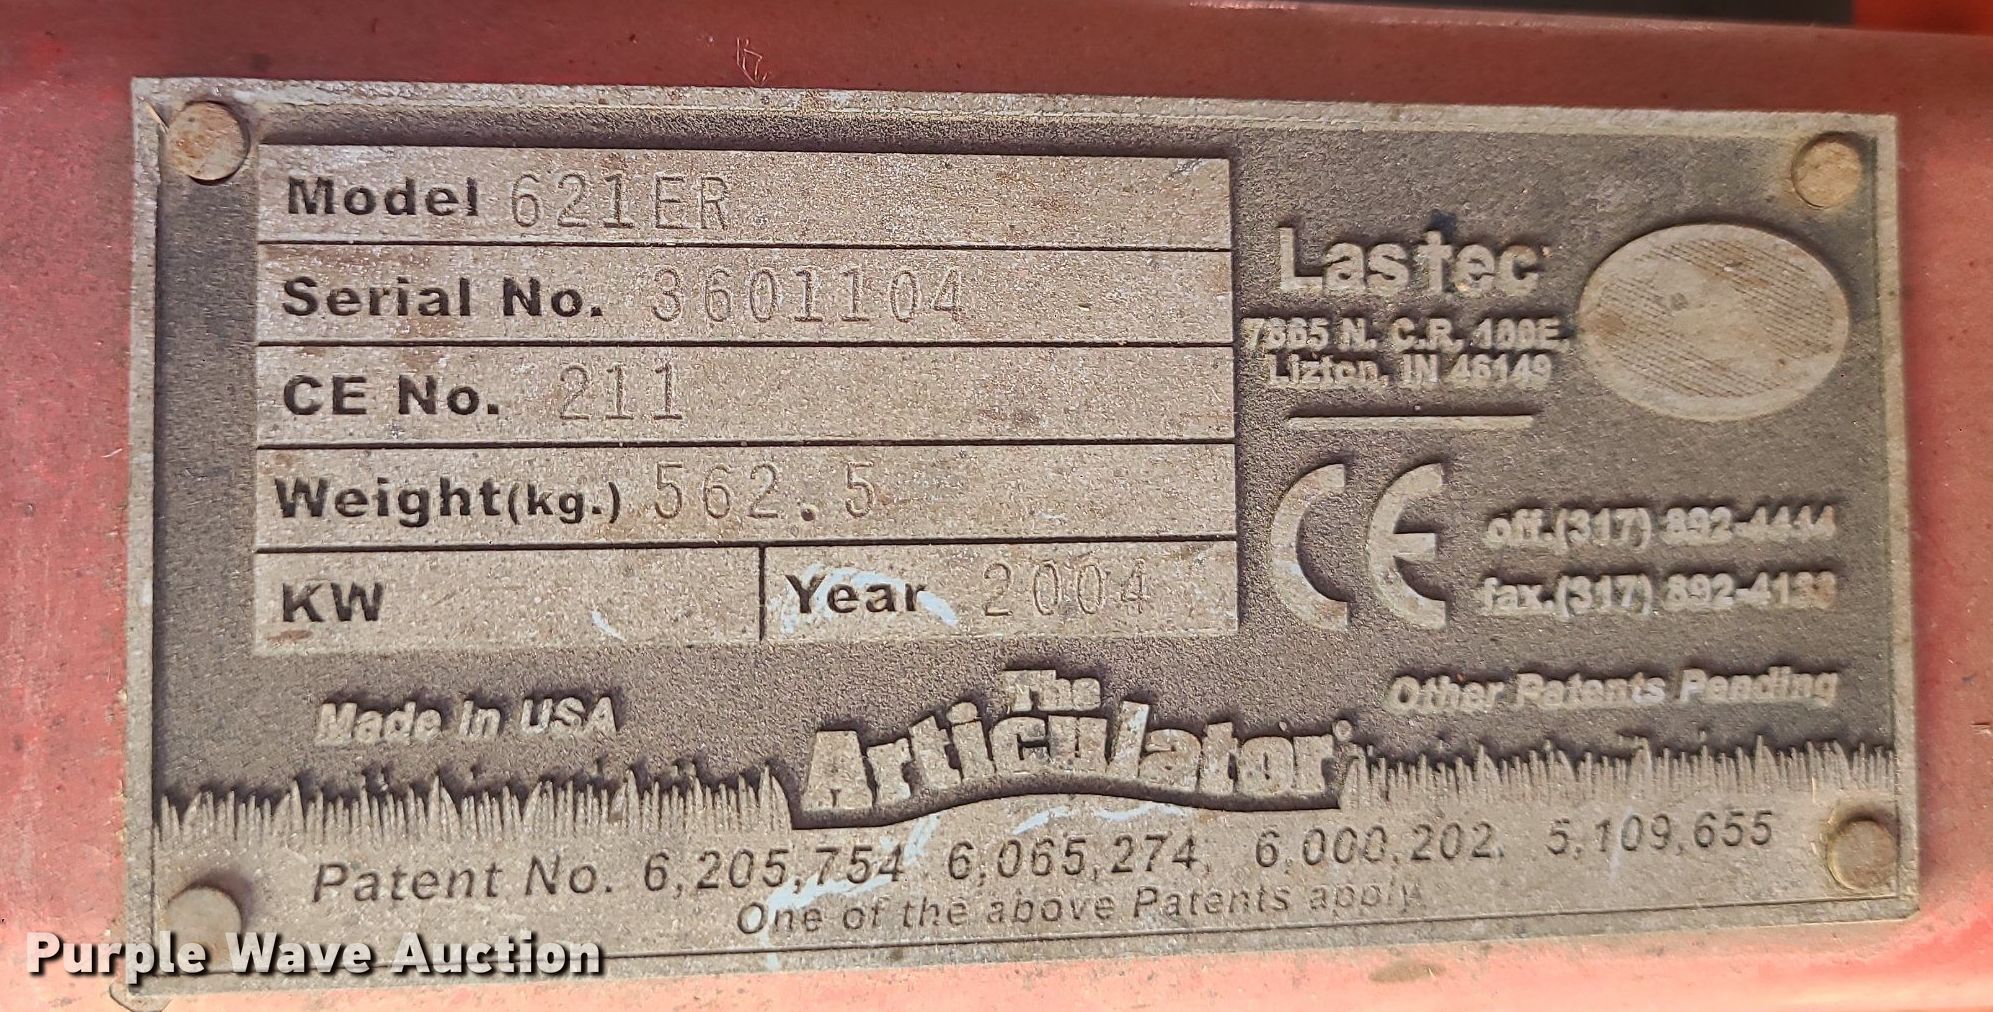 Model 621ER
Serial No. 3601104
CE No. 211
Weight(kg.) 562.5
KW
Year 2004
Lastec
7865 N. C.R. 100E.
Lizton, IN 46149
CE
off.(317) 892-4444
fax.(317) 892-4188
Made in USA
The
Articulator®
Other Patents Pending
Patent No. 6,205,754 6,065,274, 6,000,202, 5,109,655
One of the above Patents apply.
Purple Wave Auction